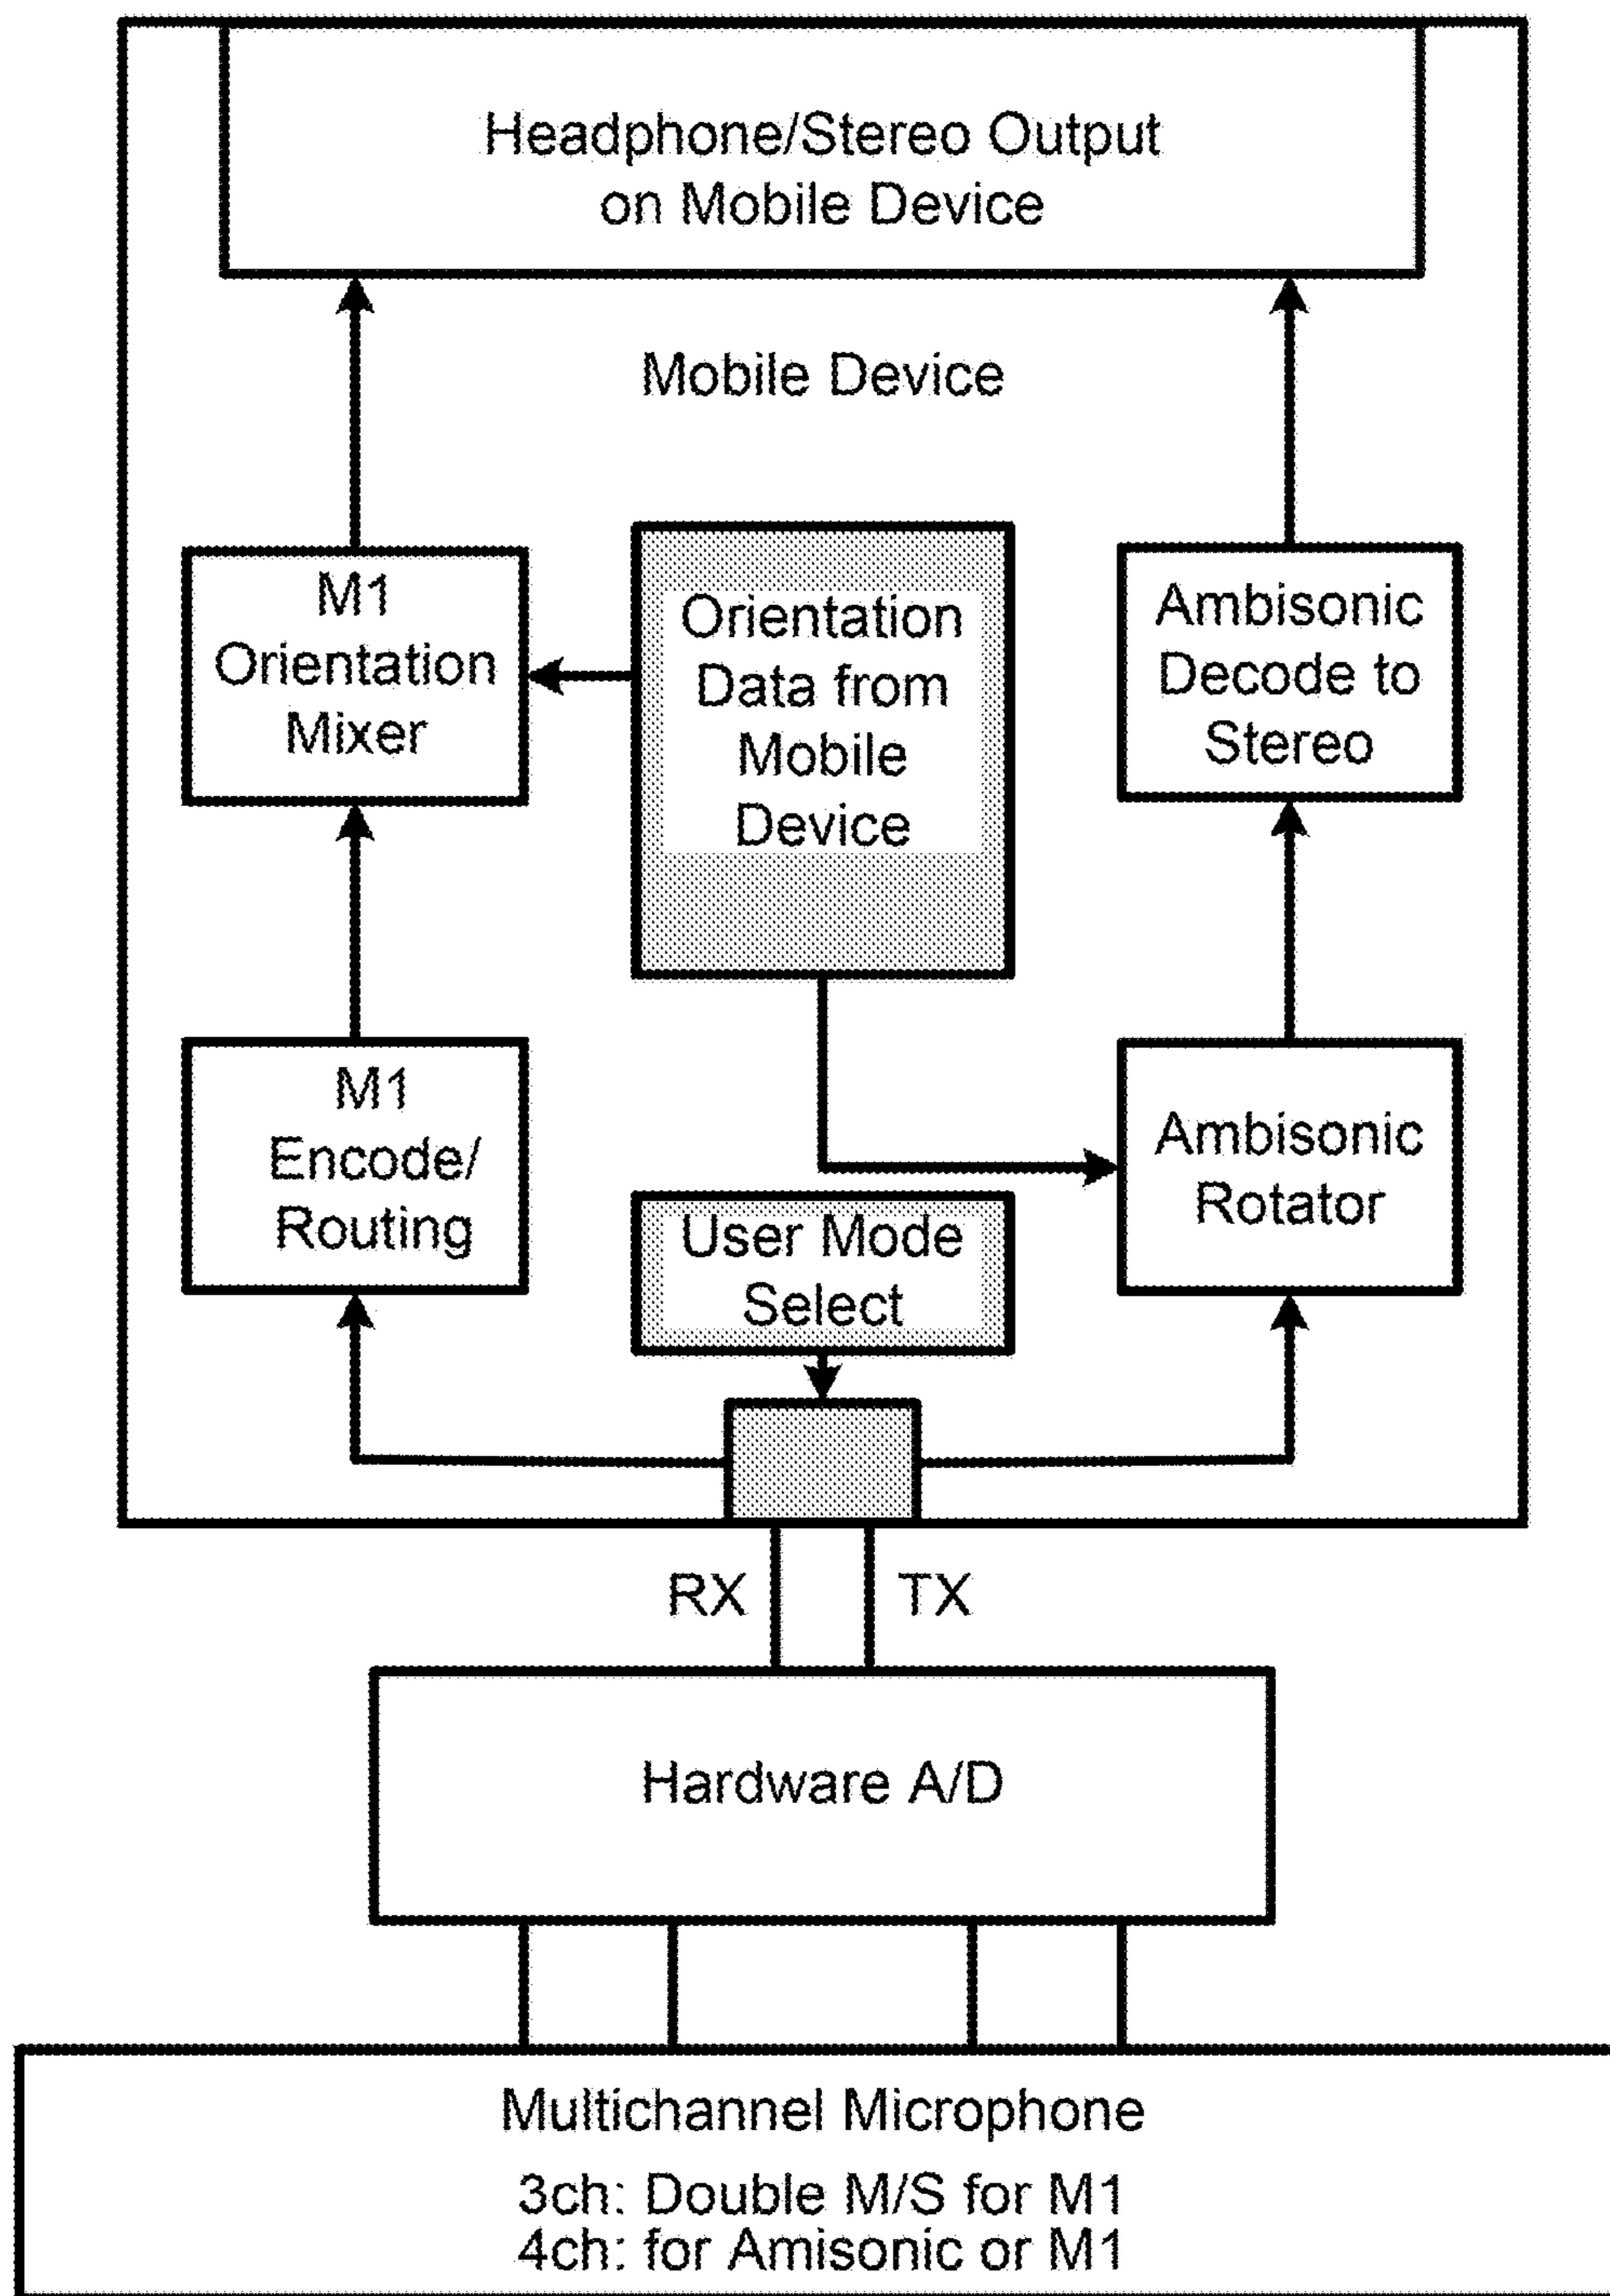 Headphone/Stereo Output
on Mobile Device
Mobile Device
M1
Orientation
Mixer
Orientation
Data from
Mobile
Device
Ambisonic
Decode to
Stereo
M1
Encode/
Routing
User Mode
Select
Ambisonic
Rotator
RX
TX
Hardware A/D
Multichannel Microphone
3ch: Double M/S for M1
4ch: for Amisonic or M1